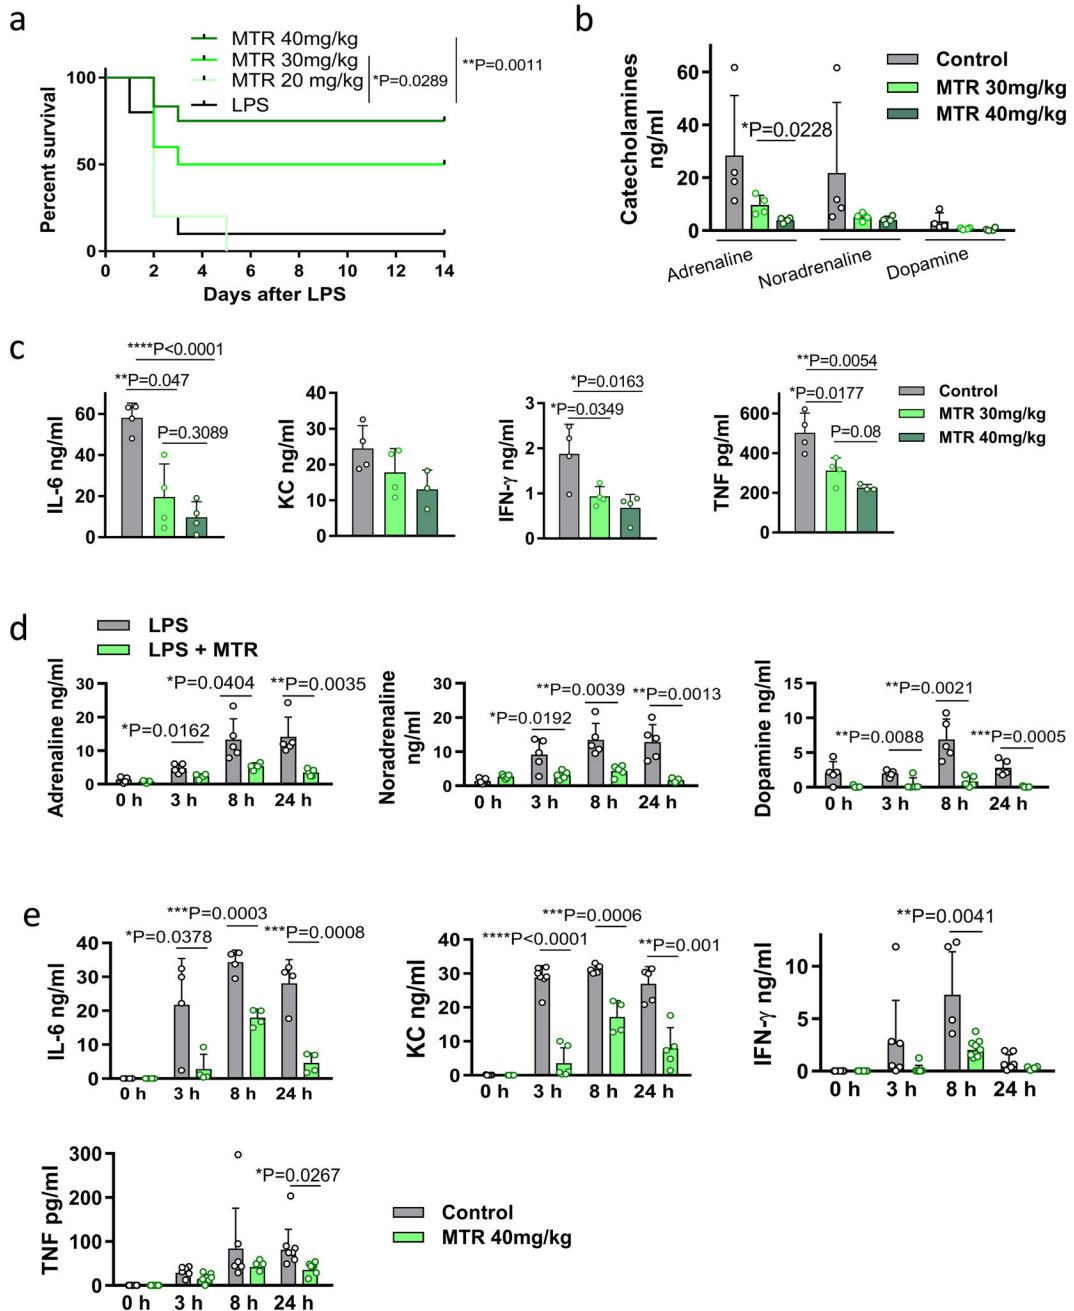 a
MTR 40mg/kg
MTR 30mg/kg
MTR 20 mg/kg
LPS
*P=0.0289
**P=0.0011
Percent survival
100
50
0
0 2 4 6 8 10 12 14
Days after LPS
b
Control
MTR 30mg/kg
MTR 40mg/kg
Catecholamines
ng/ml
60
40
20
0
*P=0.0228
Adrenaline
Noradrenaline
Dopamine
c
****P<0.0001
**P=0.047
P=0.3089
IL-6 ng/ml
60
40
20
0
KC ng/ml
40
30
20
10
0
*P=0.0163
*P=0.0349
IFN-γ ng/ml
3
2
1
0
**P=0.0054
*P=0.0177
P=0.08
TNF pg/ml
600
400
200
0
Control
MTR 30mg/kg
MTR 40mg/kg
d
LPS
LPS + MTR
Adrenaline ng/ml
30
20
10
0
*P=0.0162
*P=0.0404
**P=0.0035
0 h 3 h 8 h 24 h
Noradrenaline
ng/ml
30
20
10
0
*P=0.0192
**P=0.0039
**P=0.0013
0 h 3 h 8 h 24 h
Dopamine ng/ml
15
10
5
0
**P=0.0088
**P=0.0021
***P=0.0005
0 h 3 h 8 h 24 h
e
IL-6 ng/ml
40
30
20
10
0
*P=0.0378
***P=0.0003
***P=0.0008
0 h 3 h 8 h 24 h
KC ng/ml
40
30
20
10
0
****P<0.0001
***P=0.0006
**P=0.001
0 h 3 h 8 h 24 h
IFN-γ ng/ml
10
5
0
**P=0.0041
0 h 3 h 8 h 24 h
TNF pg/ml
300
200
100
0
*P=0.0267
0 h 3 h 8 h 24 h
Control
MTR 40mg/kg